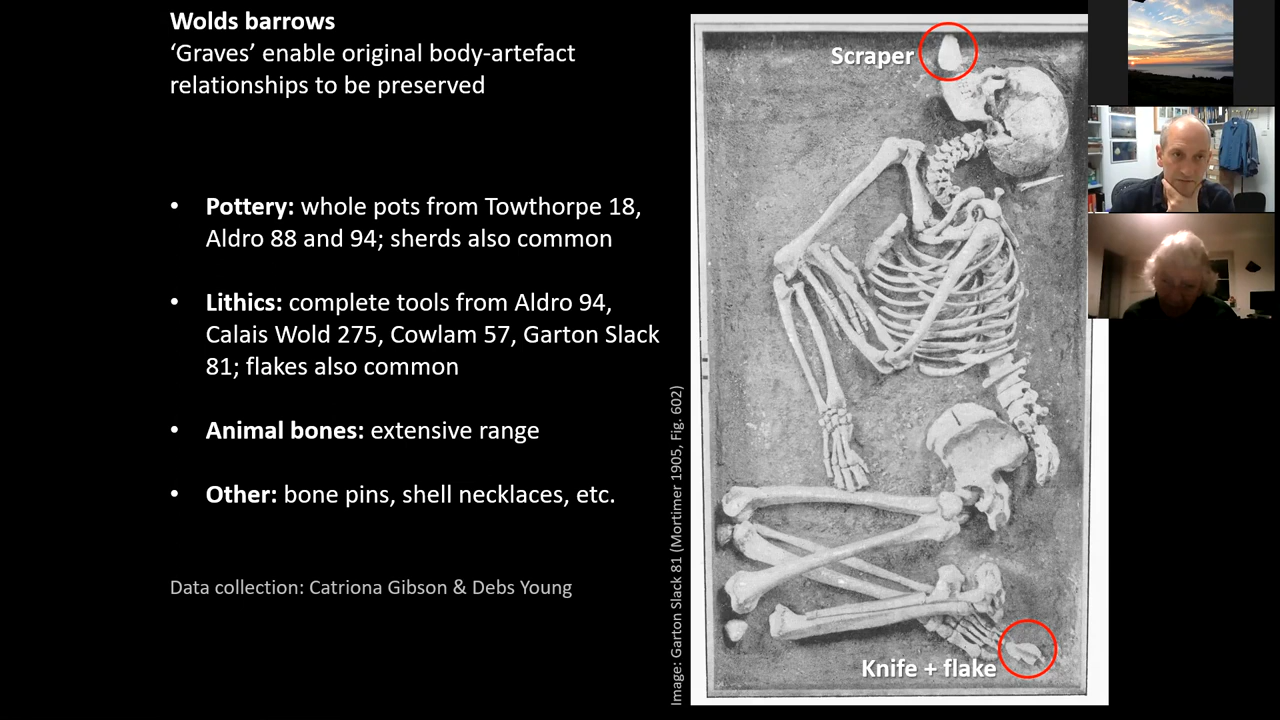 Wolds barrows
‘Graves’ enable original body-artefact
relationships to be preserved
• Pottery: whole pots from Towthorpe 18,
Aldro 88 and 94; sherds also common
• Lithics: complete tools from Aldro 94,
Calais Wold 275, Cowlam 57, Garton Slack
81; flakes also common
• Animal bones: extensive range
• Other: bone pins, shell necklaces, etc.
Data collection: Catriona Gibson & Debs Young
Image: Garton Slack 81 (Mortimer 1905, Fig. 602)
Scraper
Knife + flake